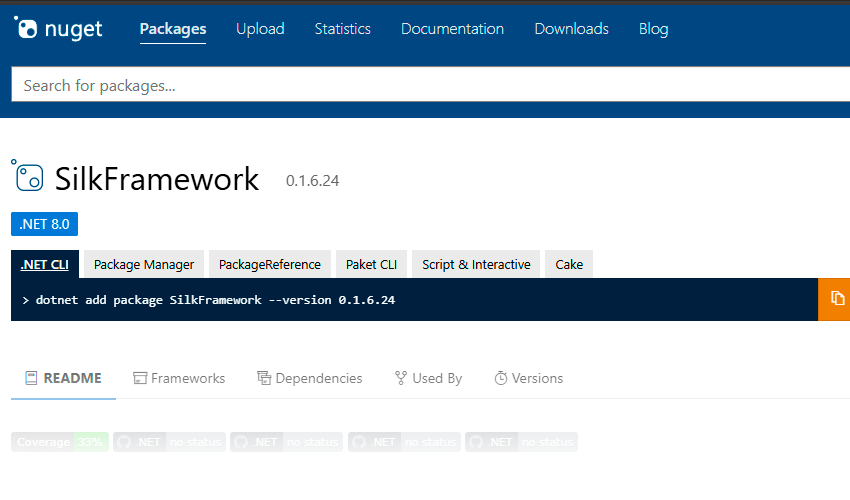 nuget Packages Upload Statistics Documentation Downloads Blog
Search for packages...
SilkFramework 0.1.6.24
.NET 8.0
.NET CLI Package Manager PackageReference Paket CLI Script & Interactive Cake
> dotnet add package SilkFramework --version 0.1.6.24
README Frameworks Dependencies Used By Versions
Coverage 33% .NET no status .NET no status .NET no status .NET no status